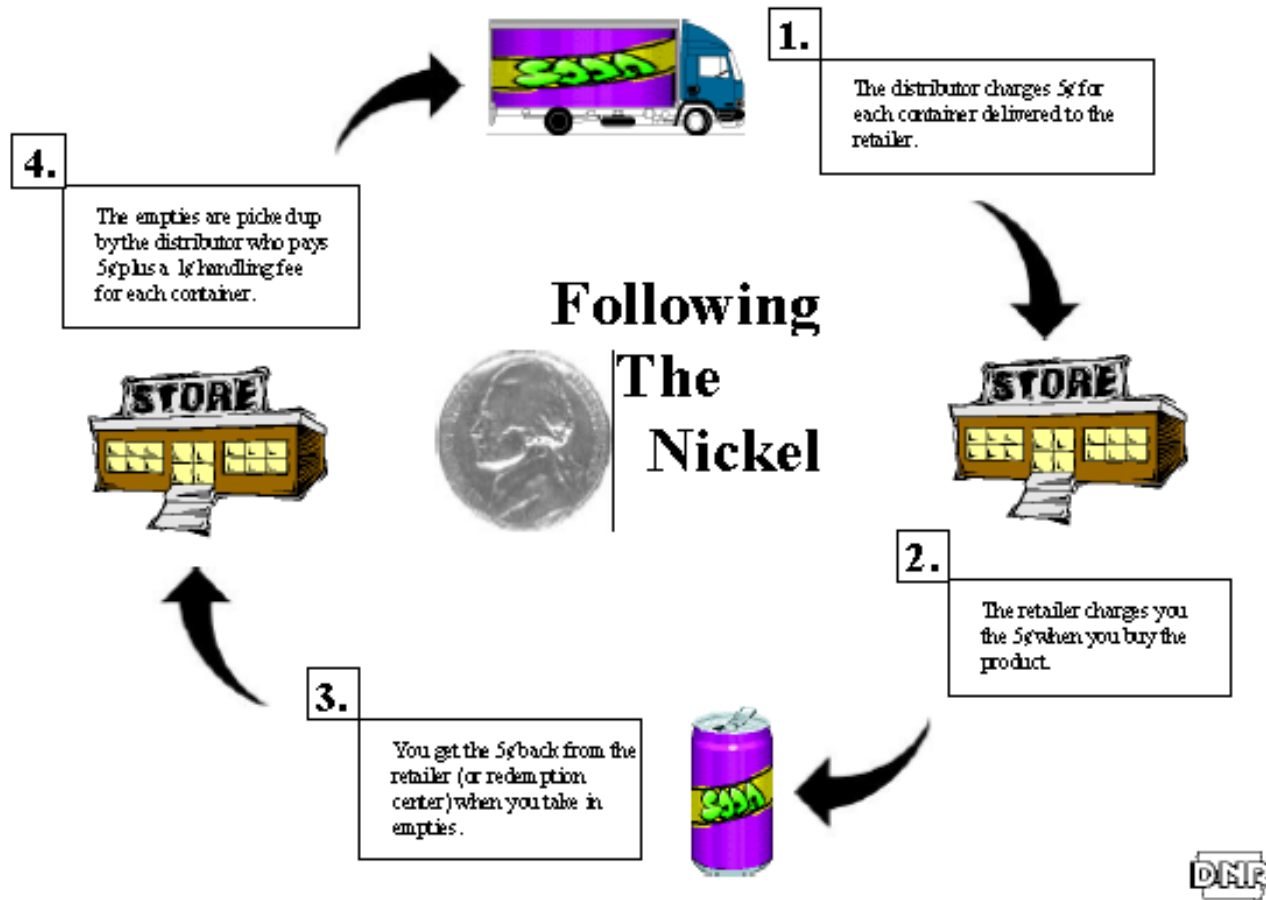 1.
The distributor charges 5¢ for
each container delivered to the
retailer.
4.
The empties are picked up
by the distributor who pays
5¢ plus a 1¢ handling fee
for each container.
Following
The
Nickel
STORE
STORE
2.
The retailer charges you
the 5¢ when you buy the
product.
3.
You get the 5¢ back from the
retailer (or redemption
center) when you take in
empties.
SODA
SODA
DNR